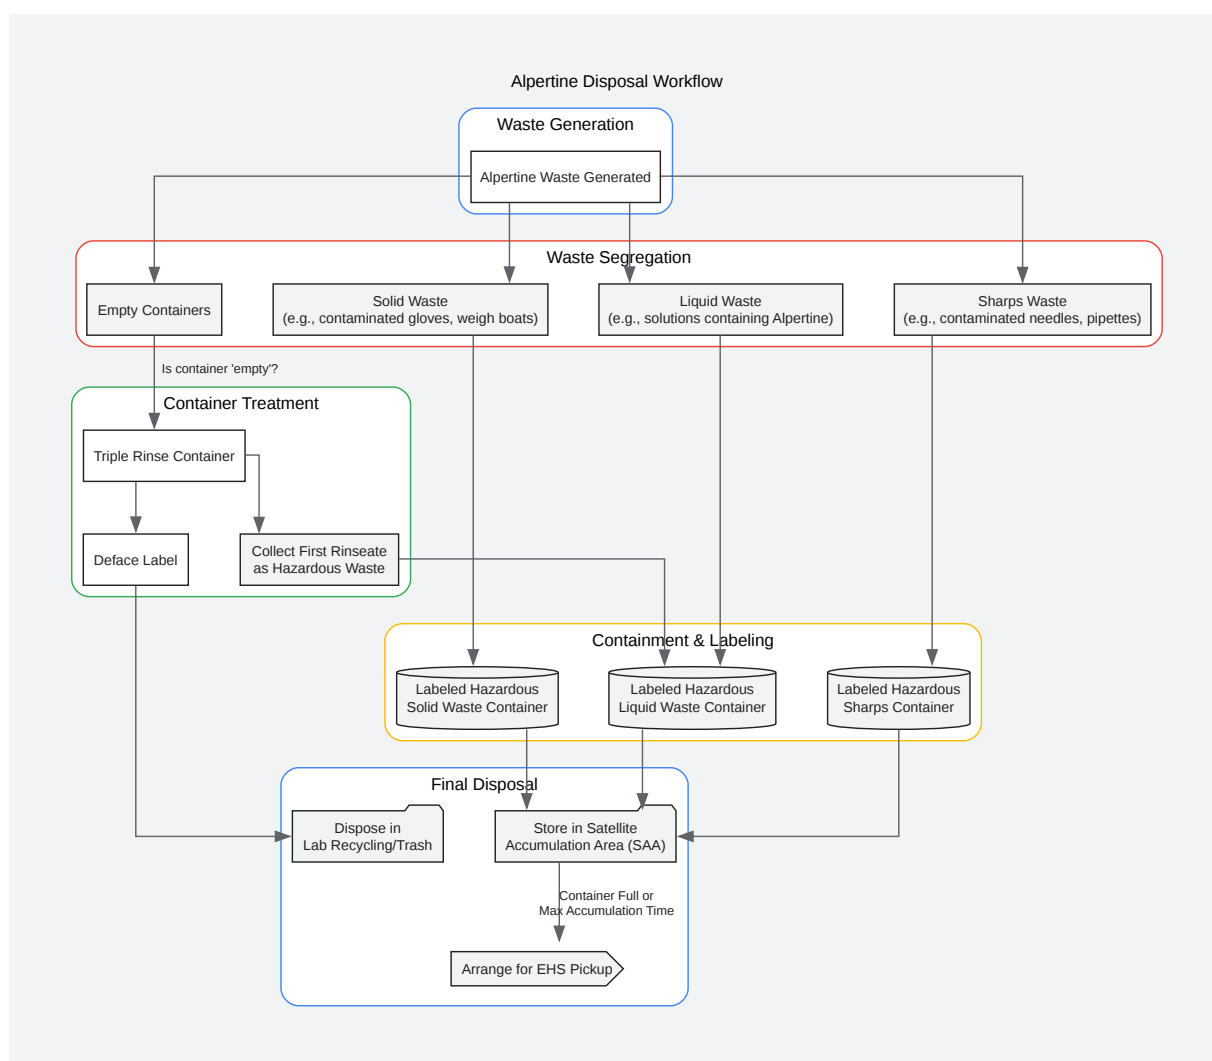 Alpertine Disposal Workflow
Waste Generation
Alpertine Waste Generated
Waste Segregation
Empty Containers
Solid Waste
(e.g., contaminated gloves, weigh boats)
Liquid Waste
(e.g., solutions containing Alpertine)
Sharps Waste
(e.g., contaminated needles, pipettes)
Is container 'empty'?
Container Treatment
Triple Rinse Container
Deface Label
Collect First Rinseate
as Hazardous Waste
Containment & Labeling
Labeled Hazardous
Solid Waste Container
Labeled Hazardous
Liquid Waste Container
Labeled Hazardous
Sharps Container
Final Disposal
Dispose in
Lab Recycling/Trash
Store in Satellite
Accumulation Area (SAA)
Container Full or
Max Accumulation Time
Arrange for EHS Pickup